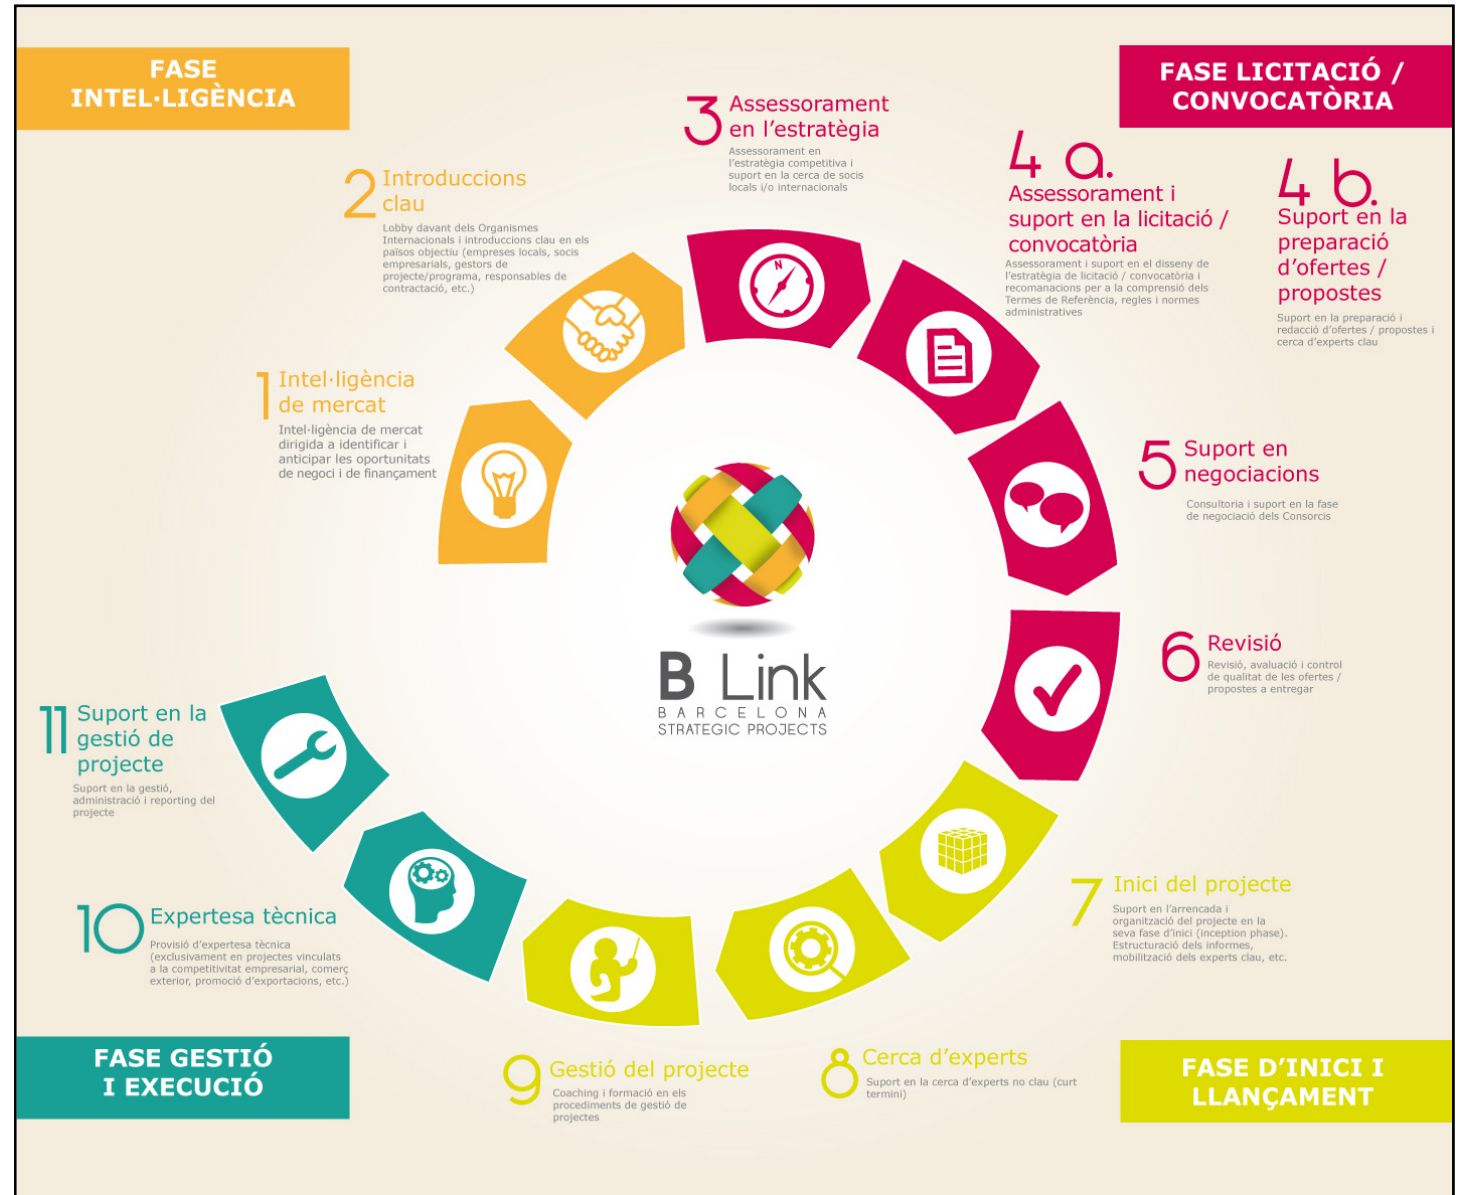 FASE
INTEL·LIGÈNCIA
FASE LICITACIÓ /
CONVOCATÒRIA
1
Intel·ligència
de mercat
Intel·ligència de mercat
dirigida a identificar i
anticipar les oportunitats
de negoci i de finançament
2
Introduccions
clau
Lobby davant dels Organismes
Internacionals i introduccions clau en els
països objectiu (empreses locals, socis
empresarials, gestors de
projecte/programa, responsables de
contractació, etc.)
3
Assessorament
en l'estratègia
Assessorament en
l'estratègia competitiva i
suport en la cerca de socis
locals i/o internacionals
N
4 a.
Assessorament i
suport en la licitació /
convocatòria
Assessorament i suport en el disseny de
l'estratègia de licitació / convocatòria i
recomanacions per a la comprensió dels
Termes de Referència, regles i normes
administratives
4 b.
Suport en la
preparació
d'ofertes /
propostes
Suport en la preparació i
redacció d'ofertes / propostes i
cerca d'experts clau
5
Suport en
negociacions
Consultoria i suport en la fase
de negociació dels Consorcis
6
Revisió
Revisió, avaluació i control
de qualitat de les ofertes /
propostes a entregar
B Link
BARCELONA
STRATEGIC PROJECTS
7
Inici del projecte
Suport en l'arrencada i
organització del projecte en la
seva fase d'inici (inception phase).
Estructuració dels informes,
mobilització dels experts clau, etc.
8
Cerca d'experts
Suport en la cerca d'experts no clau (curt
termini)
9
Gestió del projecte
Coaching i formació en els
procediments de gestió de
projectes
10
Expertesa tècnica
Provisió d'expertesa tècnica
(exclusivament en projectes vinculats
a la competitivitat empresarial, comerç
exterior, promoció d'exportacions, etc.)
11
Suport en la
gestió de
projecte
Suport en la gestió,
administració i reporting del
projecte
FASE GESTIÓ
I EXECUCIÓ
FASE D'INICI I
LLANÇAMENT